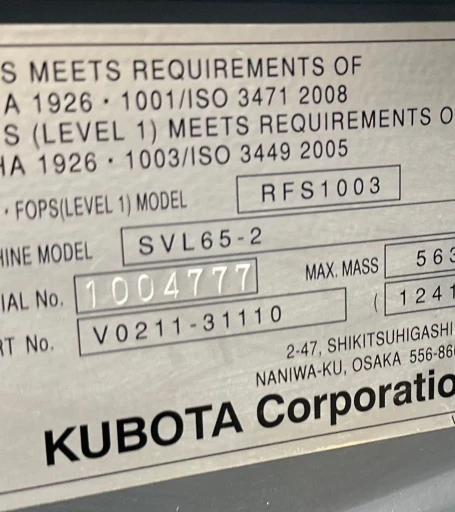 S MEETS REQUIREMENTS OF
A 1926・1001/ISO 3471 2008
S (LEVEL 1) MEETS REQUIREMENTS O
HA 1926・1003/ISO 3449 2005
・FOPS(LEVEL 1) MODEL RFS1003
HINE MODEL SVL65-2
IAL No. 1004777 MAX. MASS 563
RT No. V0211-31110 (1241
2-47, SHIKITSUHIGASHI
NANIWA-KU, OSAKA 556-86
KUBOTA Corporatio